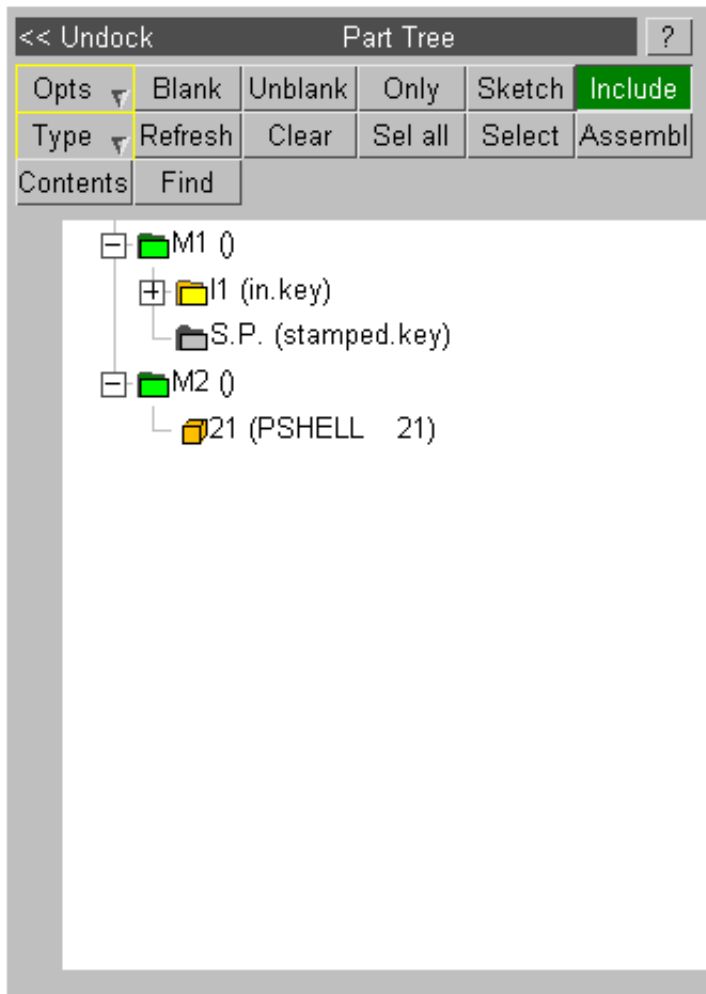 << Undock Part Tree ?
Opts Blank Unblank Only Sketch Include
Type Refresh Clear Sel all Select Assembl
Contents Find
M1 ()
I1 (in.key)
S.P. (stamped.key)
M2 ()
21 (PSHELL 21)